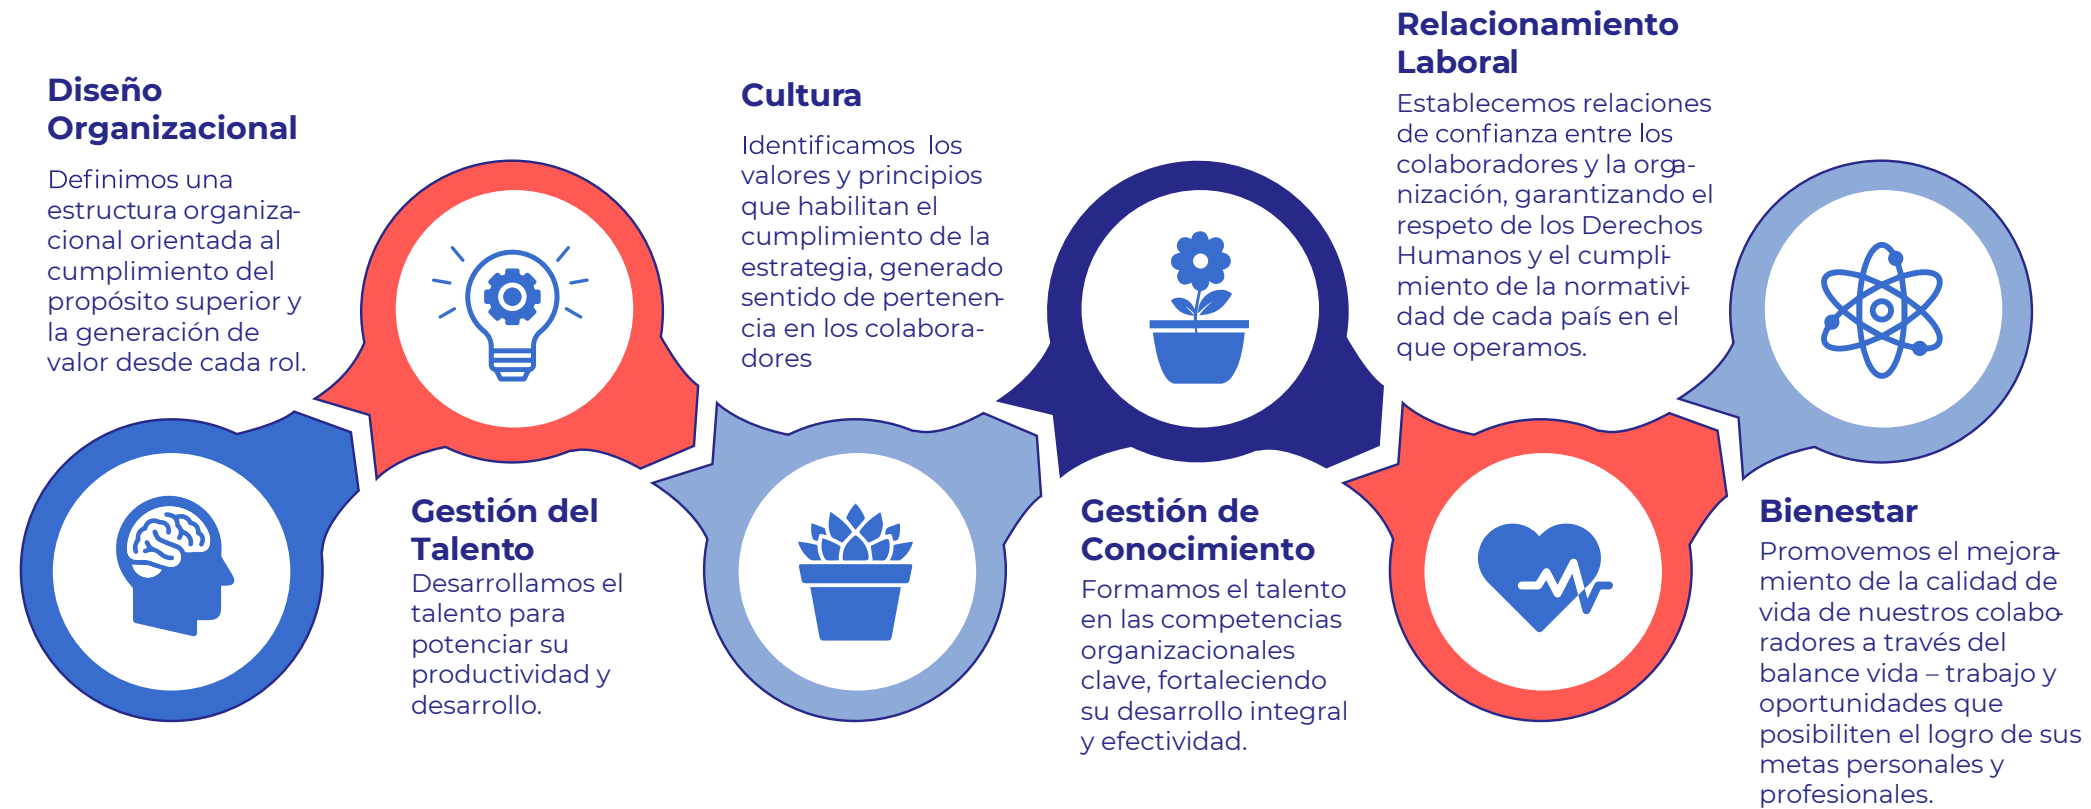 Diseño
Organizacional
Definimos una
estructura organiza-
cional orientada al
cumplimiento del
propósito superior y
la generación de
valor desde cada rol.
Gestión del
Talento
Desarrollamos el
talento para
potenciar su
productividad y
desarrollo.
Cultura
Identificamos los
valores y principios
que habilitan el
cumplimiento de la
estrategia, generado
sentido de pertenen-
cia en los colabora-
dores
Gestión de
Conocimiento
Formamos el talento
en las competencias
organizacionales
clave, fortaleciendo
su desarrollo integral
y efectividad.
Relacionamiento
Laboral
Establecemos relaciones
de confianza entre los
colaboradores y la orga-
nización, garantizando el
respeto de los Derechos
Humanos y el cumpli-
miento de la normativi-
dad de cada país en el
que operamos.
Bienestar
Promovemos el mejora-
miento de la calidad de
vida de nuestros colabo-
radores a través del
balance vida – trabajo y
oportunidades que
posibiliten el logro de sus
metas personales y
profesionales.